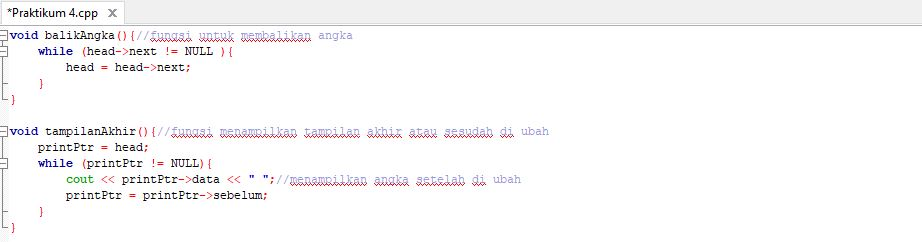 *Praktikum 4.cpp
void balikAngka(){//fungsi untuk membalikan angka
while (head->next != NULL ){
head = head->next;
}
}
void tampilanAkhir(){//fungsi menampilkan tampilan akhir atau sesudah di ubah
printPtr = head;
while (printPtr != NULL){
cout << printPtr->data << " ";//menampilkan angka setelah di ubah
printPtr = printPtr->sebelum;
}
}